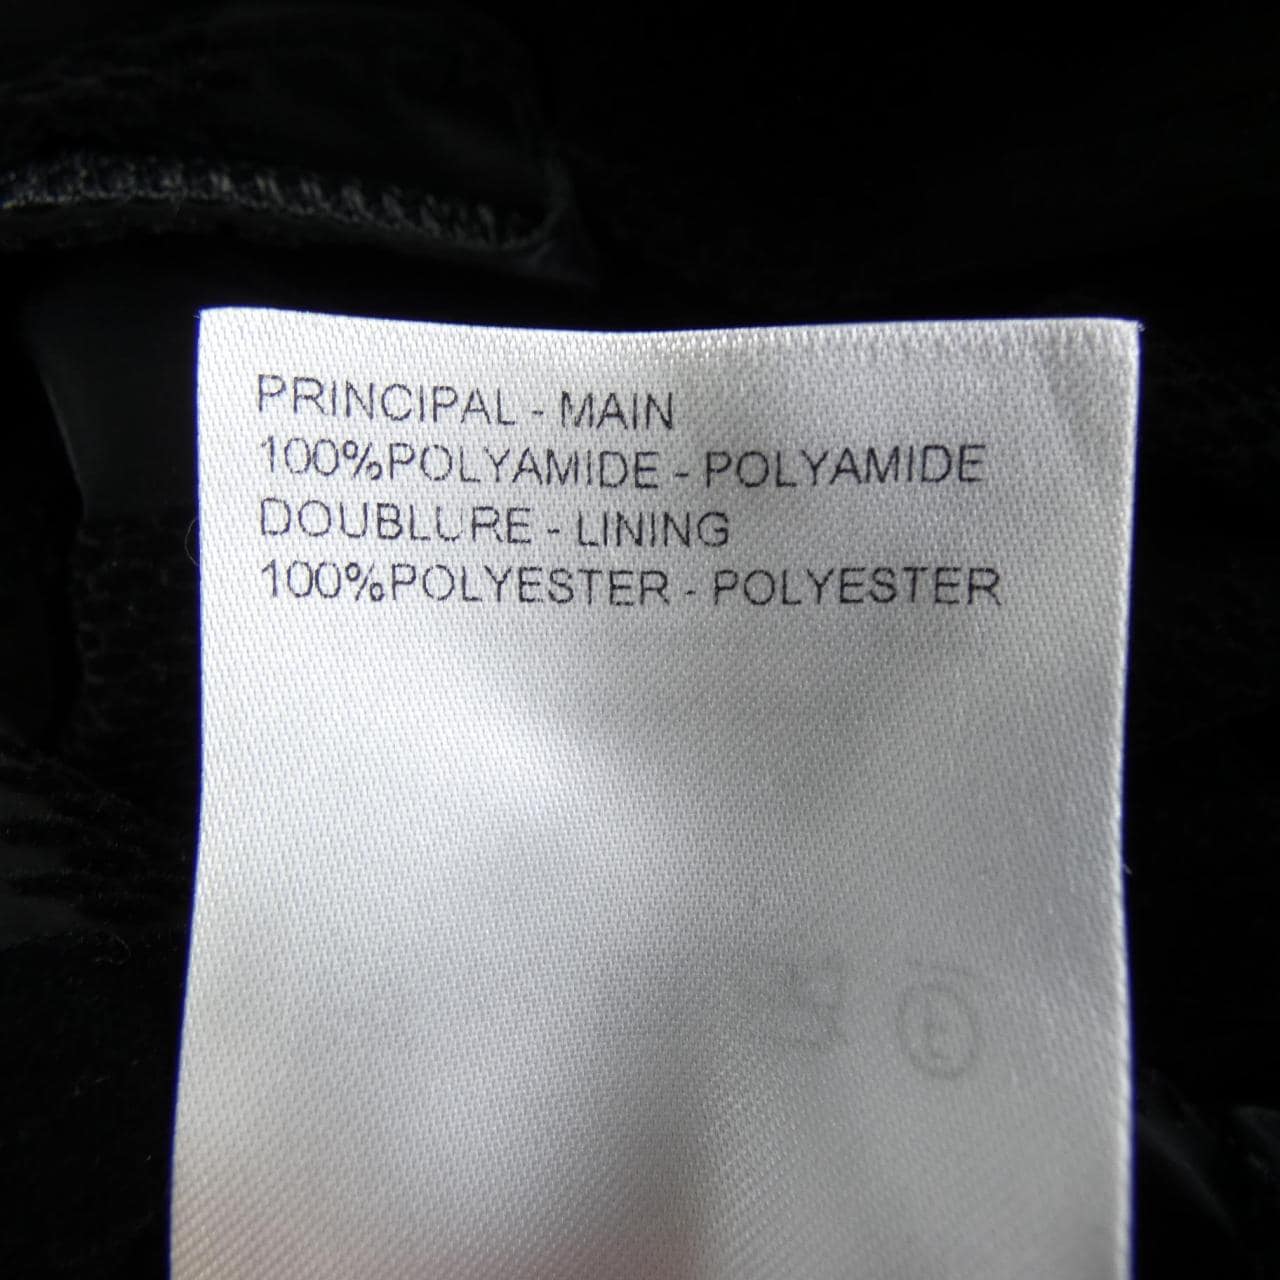 PRINCIPAL - MAIN
100%POLYAMIDE - POLYAMIDE
DOUBLURE - LINING
100%POLYESTER - POLYESTER